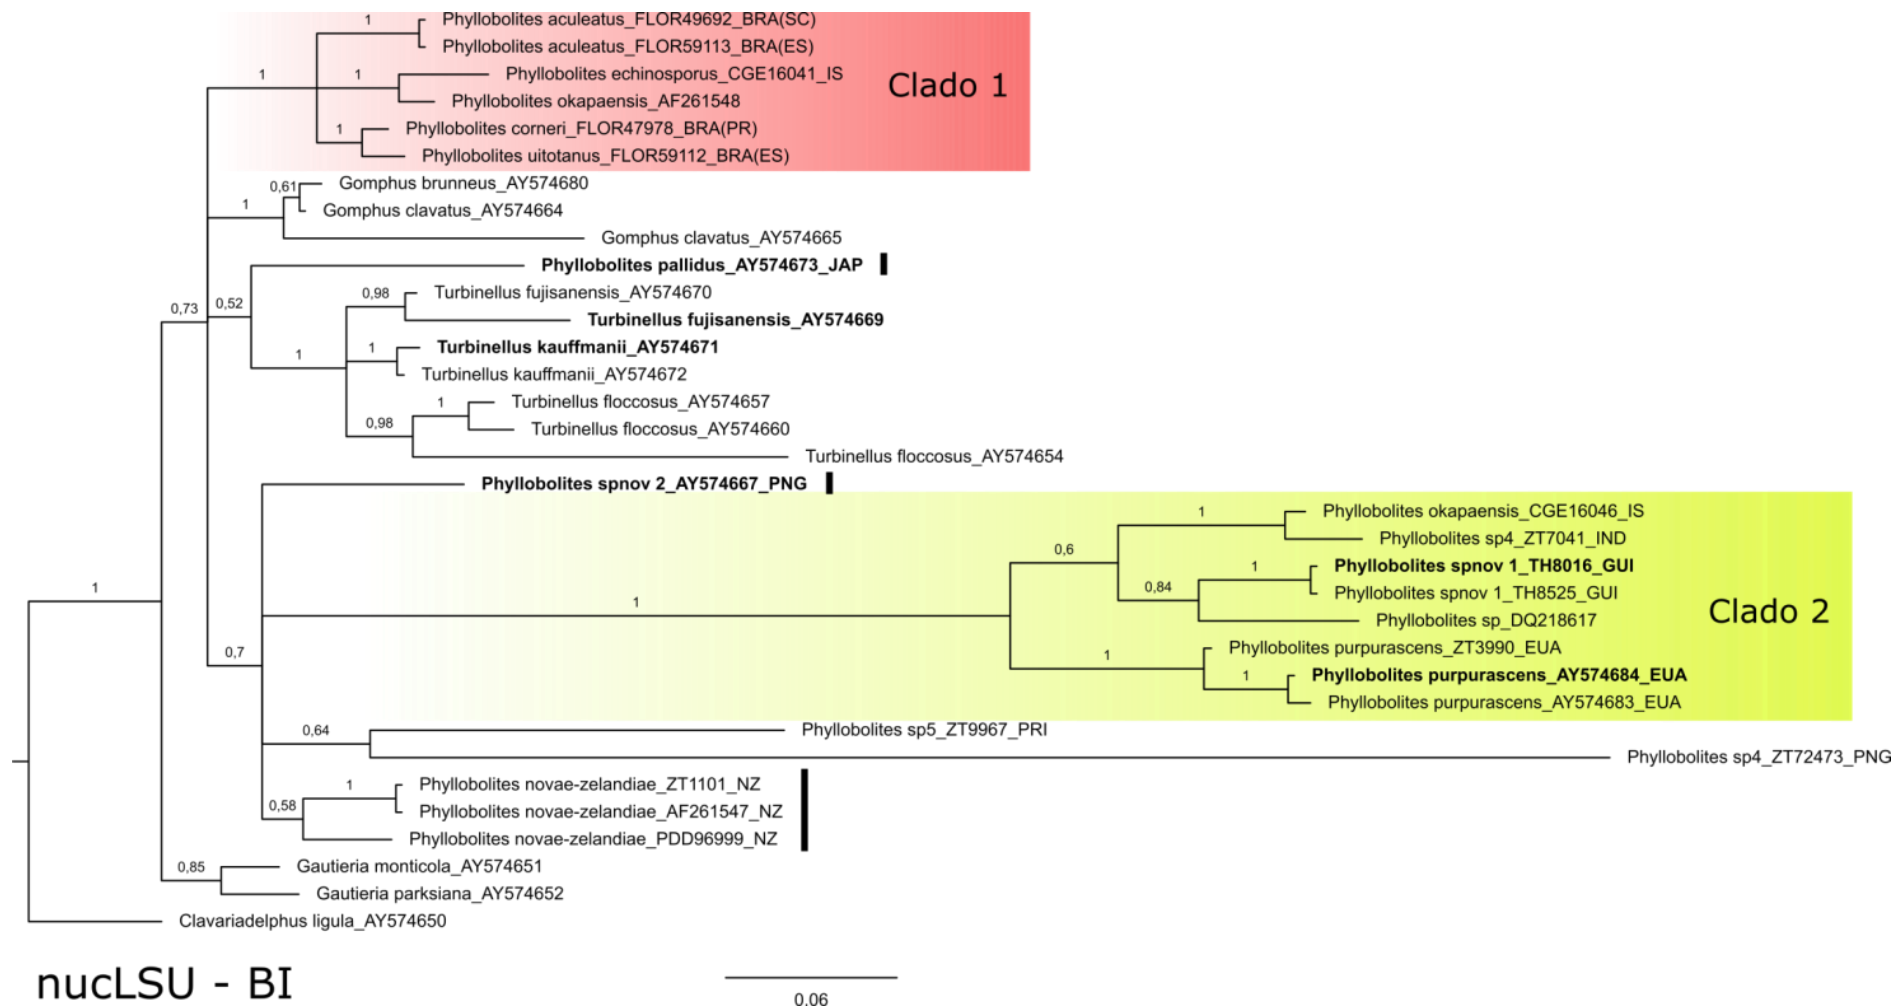 1
Phyllobolites aculeatus_FLOR49692_BRA(SC)
Phyllobolites aculeatus_FLOR59113_BRA(ES)
1
1
Phyllobolites echinosporus_CGE16041_IS
Clado 1
Phyllobolites okapaensis_AF261548
1
Phyllobolites corneri_FLOR47978_BRA(PR)
Phyllobolites uitotanus_FLOR59112_BRA(ES)
0,61
Gomphus brunneus_AY574680
1
Gomphus clavatus_AY574664
Gomphus clavatus_AY574665
Phyllobolites pallidus_AY574673_JAP
0,98
Turbinellus fujisanensis_AY574670
0,73
0,52
Turbinellus fujisanensis_AY574669
1
1
Turbinellus kauffmanii_AY574671
Turbinellus kauffmanii_AY574672
1
Turbinellus floccosus_AY574657
0,98
Turbinellus floccosus_AY574660
Turbinellus floccosus_AY574654
Phyllobolites spnov 2_AY574667_PNG
1
Phyllobolites okapaensis_CGE16046_IS
0,6
Phyllobolites sp4_ZT7041_IND
1
Phyllobolites spnov 1_TH8016_GUI
1
0,84
Phyllobolites spnov 1_TH8525_GUI
1
Clado 2
Phyllobolites sp_DQ218617
0,7
1
Phyllobolites purpurascens_ZT3990_EUA
1
Phyllobolites purpurascens_AY574684_EUA
Phyllobolites purpurascens_AY574683_EUA
0,64
Phyllobolites sp5_ZT9967_PRI
Phyllobolites sp4_ZT72473_PNG
1
Phyllobolites novae-zelandiae_ZT1101_NZ
0,58
Phyllobolites novae-zelandiae_AF261547_NZ
Phyllobolites novae-zelandiae_PDD96999_NZ
0,85
Gautieria monticola_AY574651
Gautieria parksiana_AY574652
Clavariadelphus ligula_AY574650
nucLSU - BI
0.06